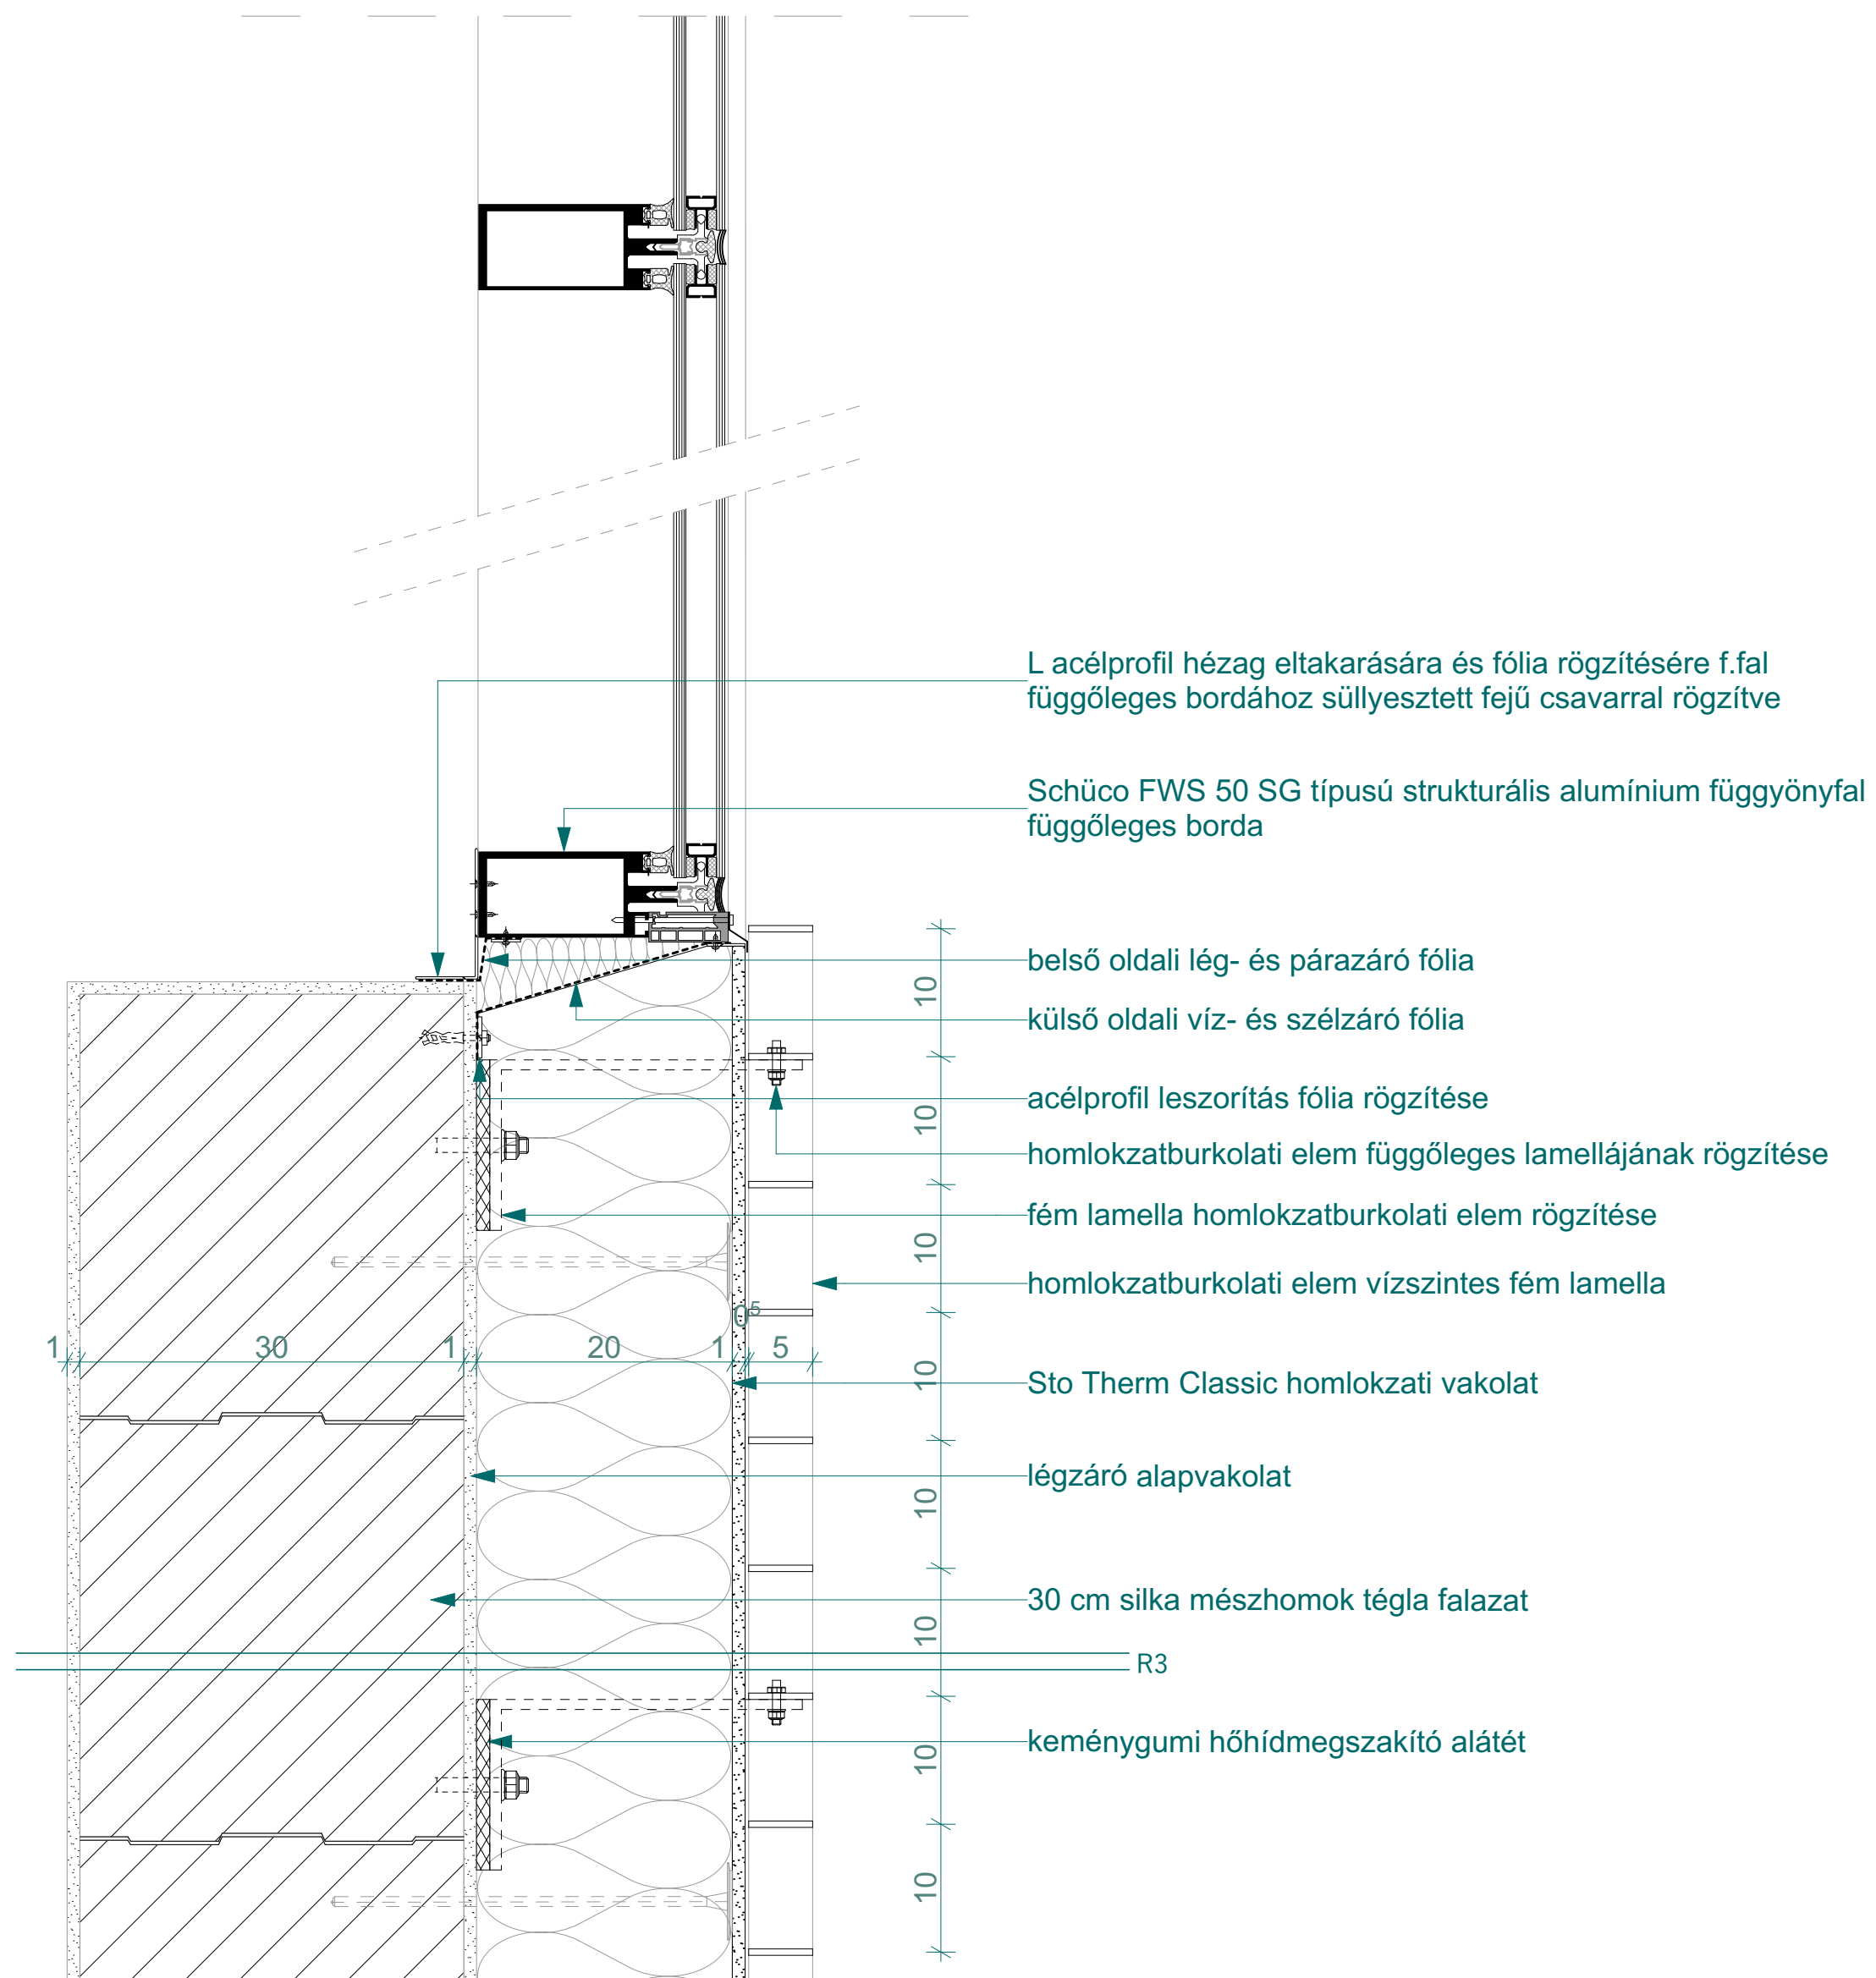 L acélprofil hézag eltakarására és fólia rögzítésére f.fal
függőleges bordához süllyesztett fejű csavarral rögzítve
Schüco FWS 50 SG típusú strukturális alumínium függyönyfal
függőleges borda
belső oldali lég- és párazáró fólia
10
külső oldali víz- és szélzáró fólia
acélprofil leszorítás fólia rögzítése
10
homlokzatburkolati elem függőleges lamellájának rögzítése
fém lamella homlokzatburkolati elem rögzítése
10
homlokzatburkolati elem vízszintes fém lamella
1 30 1 20 1 0⁵ 5
10
Sto Therm Classic homlokzati vakolat
légzáró alapvakolat
10
30 cm silka mészhomok tégla falazat
10
R3
keménygumi hőhídmegszakító alátét
10
10